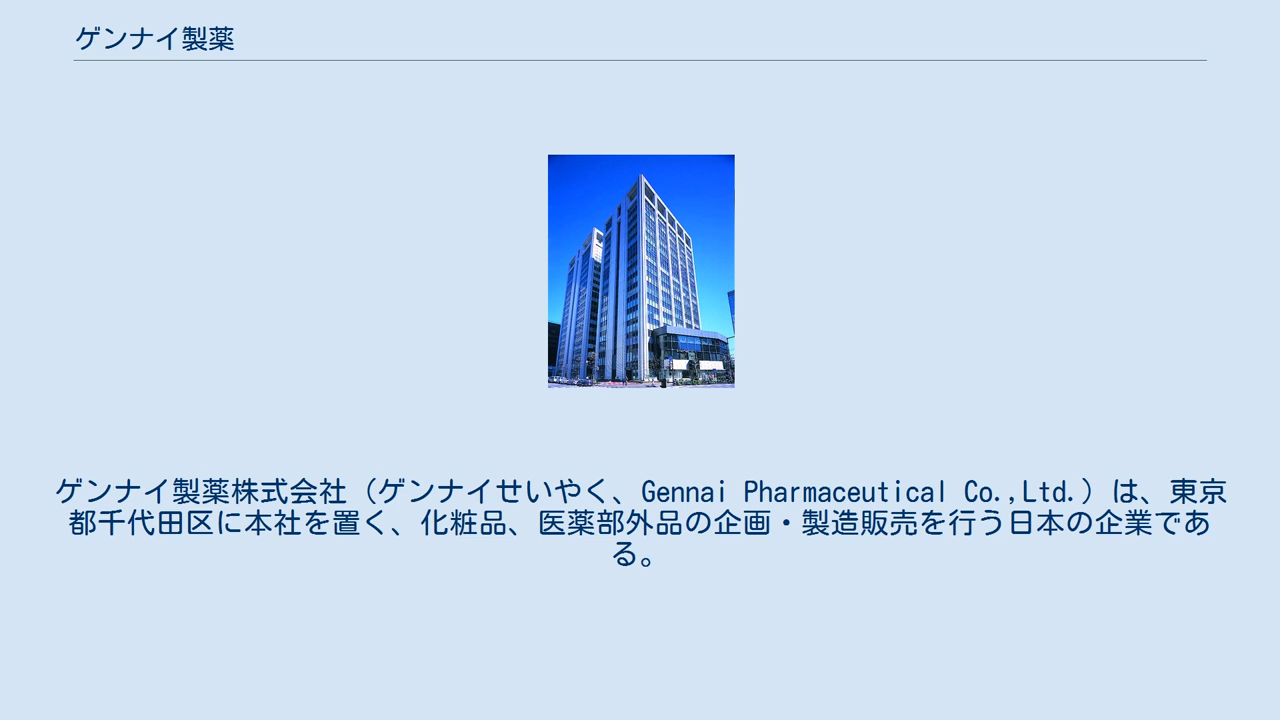 ゲンナイ製薬
ゲンナイ製薬株式会社（ゲンナイせいやく、Gennai Pharmaceutical Co.,Ltd.）は、東京
都千代田区に本社を置く、化粧品、医薬部外品の企画・製造販売を行う日本の企業であ
る。